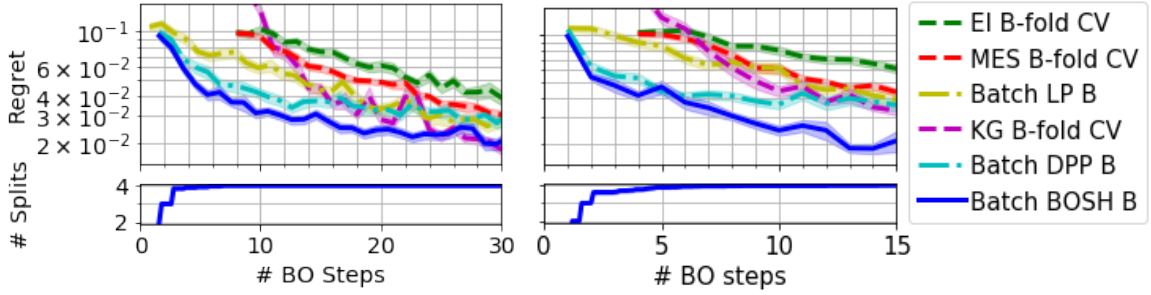 Regret
10⁻¹
6 × 10⁻²
4 × 10⁻²
3 × 10⁻²
2 × 10⁻²
# Splits
4
2
0 10 20 30
# BO Steps
0 5 10 15
# BO steps
EI B-fold CV
MES B-fold CV
Batch LP B
KG B-fold CV
Batch DPP B
Batch BOSH B